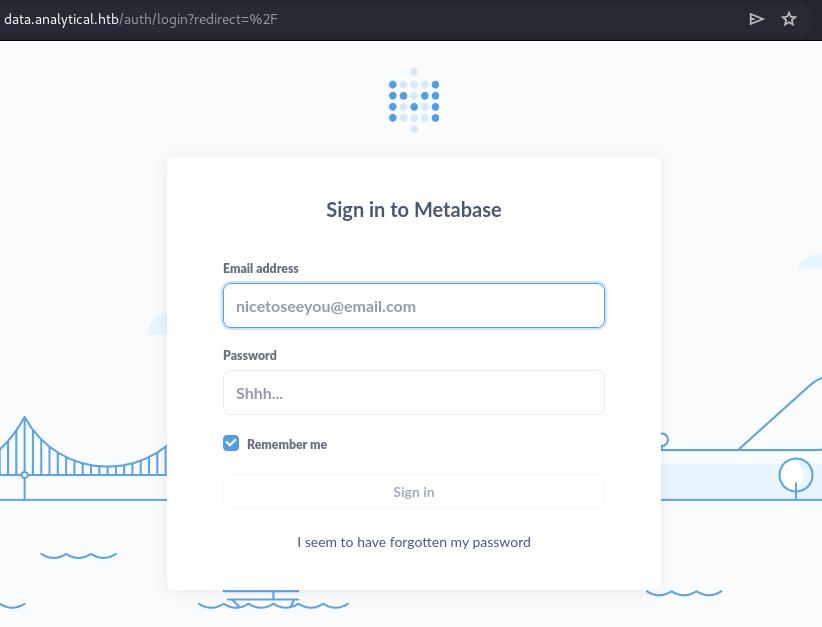 data.analytical.htb/auth/login?redirect=%2F
Sign in to Metabase
Email address
nicetoseeyou@email.com
Password
Shhh...
Remember me
Sign in
I seem to have forgotten my password